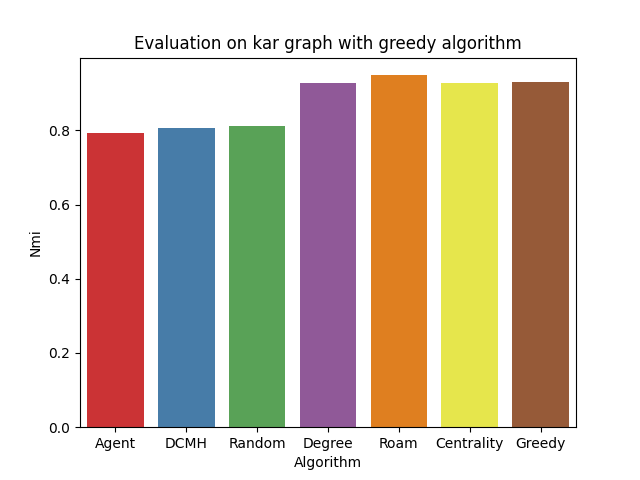 Evaluation on kar graph with greedy algorithm
Nmi
0.8
0.6
0.4
0.2
0.0
Agent DCMH Random Degree Roam Centrality Greedy
Algorithm